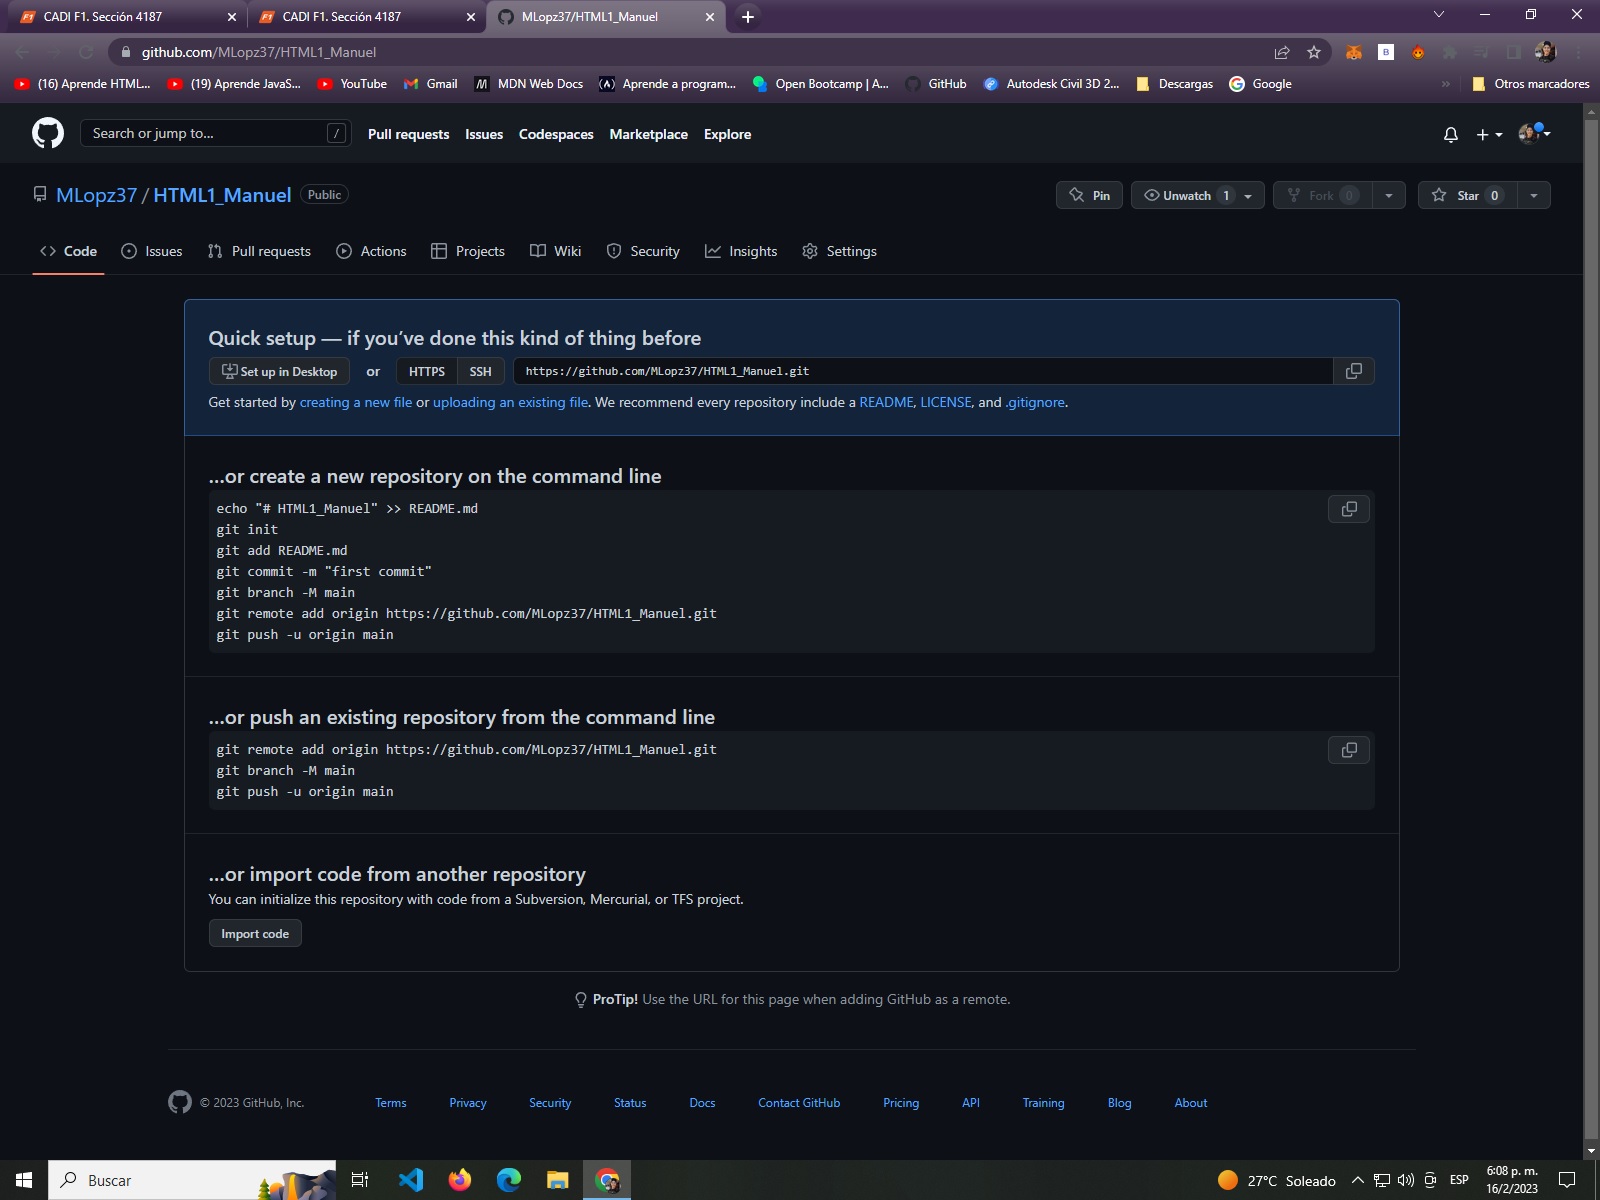 CADI F1. Sección 4187
CADI F1. Sección 4187
MLopz37/HTML1_Manuel
github.com/MLopz37/HTML1_Manuel
(16) Aprende HTML...
(19) Aprende JavaS...
YouTube
Gmail
MDN Web Docs
Aprende a program...
Open Bootcamp | A...
GitHub
Autodesk Civil 3D 2...
Descargas
Google
Otros marcadores
Search or jump to...
/
Pull requests
Issues
Codespaces
Marketplace
Explore
MLopz37 / HTML1_Manuel
Public
Pin
Unwatch 1
Fork 0
Star 0
Code
Issues
Pull requests
Actions
Projects
Wiki
Security
Insights
Settings
Quick setup — if you’ve done this kind of thing before
Set up in Desktop
or
HTTPS
SSH
https://github.com/MLopz37/HTML1_Manuel.git
Get started by creating a new file or uploading an existing file. We recommend every repository include a README, LICENSE, and .gitignore.
…or create a new repository on the command line
echo "# HTML1_Manuel" >> README.md
git init
git add README.md
git commit -m "first commit"
git branch -M main
git remote add origin https://github.com/MLopz37/HTML1_Manuel.git
git push -u origin main
…or push an existing repository from the command line
git remote add origin https://github.com/MLopz37/HTML1_Manuel.git
git branch -M main
git push -u origin main
…or import code from another repository
You can initialize this repository with code from a Subversion, Mercurial, or TFS project.
Import code
ProTip! Use the URL for this page when adding GitHub as a remote.
© 2023 GitHub, Inc.
Terms
Privacy
Security
Status
Docs
Contact GitHub
Pricing
API
Training
Blog
About
Buscar
27°C Soleado
ESP
6:08 p. m.
16/2/2023